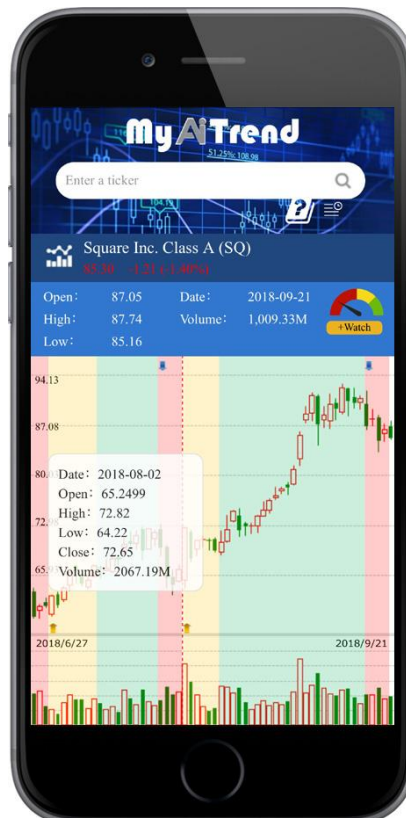 MyAiTrend
51.25%: 108.98
Enter a ticker
104.19
Square Inc. Class A (SQ)
85.30 -1.21 (-1.40%)
Open: 87.05 Date: 2018-09-21
High: 87.74 Volume: 1,009.33M
Low: 85.16
+Watch
94.13
87.08
80.
Date: 2018-08-02
Open: 65.2499
72. High: 72.82
Low: 64.22
65. Close: 72.65
Volume: 2067.19M
2018/6/27 2018/9/21